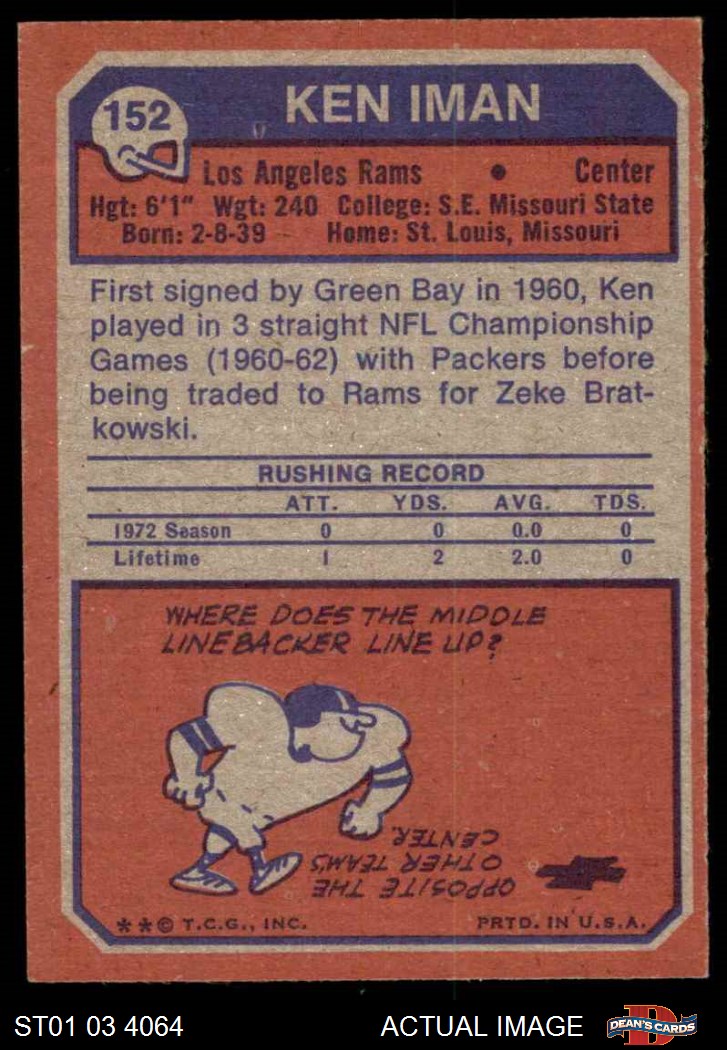 152
KEN IMAN
Los Angeles Rams • Center
Hgt: 6'1" Wgt: 240 College: S.E. Missouri State
Born: 2-8-39 Home: St. Louis, Missouri
First signed by Green Bay in 1960, Ken
played in 3 straight NFL Championship
Games (1960-62) with Packers before
being traded to Rams for Zeke Brat-
kowski.
RUSHING RECORD
ATT. YDS. AVG. TDS.
1972 Season 0 0 0.0 0
Lifetime 1 2 2.0 0
WHERE DOES THE MIDDLE
LINEBACKER LINE UP?
OPPOSITE THE
OTHER TEAM'S
CENTER.
**© T.C.G., INC. PRTD. IN U.S.A.
ST01 03 4064 ACTUAL IMAGE
DEAN'S CARDS